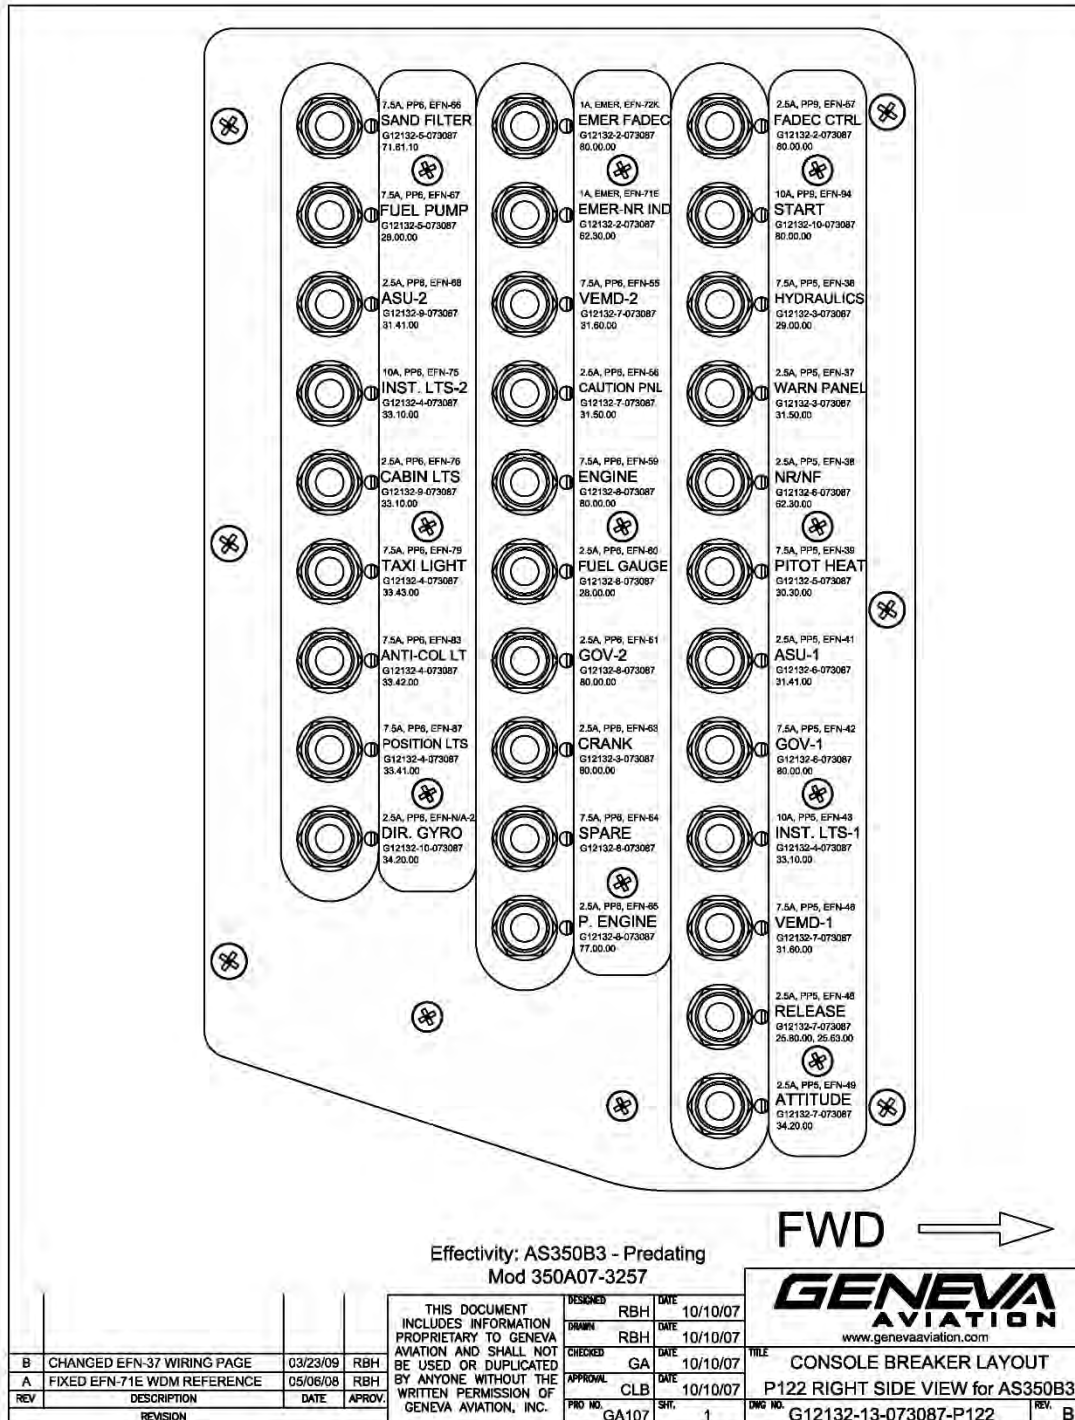 7.5A, PP6, EFN-66
SAND FILTER
G12132-5-073087
71.61.10
7.5A, PP6, EFN-67
FUEL PUMP
G12132-5-073087
28.00.00
2.5A, PP6, EFN-68
ASU-2
G12132-9-073087
31.41.00
10A, PP6, EFN-75
INST. LTS-2
G12132-4-073087
33.10.00
2.5A, PP6, EFN-76
CABIN LTS
G12132-9-073087
33.10.00
7.5A, PP6, EFN-79
TAXI LIGHT
G12132-4-073087
33.43.00
7.5A, PP6, EFN-83
ANTI-COL LT
G12132-4-073087
33.42.00
7.5A, PP6, EFN-87
POSITION LTS
G12132-4-073087
33.41.00
2.5A, PP6, EFN-N/A-2
DIR. GYRO
G12132-10-073087
34.20.00
1A, EMER, EFN-72K
EMER FADEC
G12132-2-073087
80.00.00
1A, EMER, EFN-71E
EMER-NR IND
G12132-2-073087
62.30.00
7.5A, PP6, EFN-55
VEMD-2
G12132-7-073087
31.60.00
2.5A, PP6, EFN-56
CAUTION PNL
G12132-7-073087
31.50.00
7.5A, PP6, EFN-59
ENGINE
G12132-8-073087
80.00.00
2.5A, PP6, EFN-60
FUEL GAUGE
G12132-8-073087
28.00.00
2.5A, PP6, EFN-61
GOV-2
G12132-8-073087
80.00.00
2.5A, PP6, EFN-63
CRANK
G12132-3-073087
80.00.00
7.5A, PP6, EFN-64
SPARE
G12132-8-073087
2.5A, PP6, EFN-65
P. ENGINE
G12132-8-073087
77.00.00
2.5A, PP9, EFN-57
FADEC CTRL
G12132-2-073087
80.00.00
10A, PP9, EFN-94
START
G12132-10-073087
80.00.00
7.5A, PP5, EFN-36
HYDRAULICS
G12132-3-073087
29.00.00
2.5A, PP5, EFN-37
WARN PANEL
G12132-3-073087
31.50.00
2.5A, PP5, EFN-38
NR/NF
G12132-6-073087
62.30.00
7.5A, PP5, EFN-39
PITOT HEAT
G12132-5-073087
30.30.00
2.5A, PP5, EFN-41
ASU-1
G12132-6-073087
31.41.00
7.5A, PP5, EFN-42
GOV-1
G12132-6-073087
80.00.00
10A, PP5, EFN-43
INST. LTS-1
G12132-4-073087
33.10.00
7.5A, PP5,
VEMD-1
G12132-7-073087
31.60.00
2.5A, PP5,
RELEASE
G12132-7-073087
25.80.00, 25.63.00
2.5A, PP5, EFN-49
ATTITUDE
G12132-7-073087
34.20.00
FWD
Effectivity: AS350B3 - Predating
Mod 350A07-3257
B CHANGED EFN-37 WIRING PAGE 03/23/09 RBH
A FIXED EFN-71E WDM REFERENCE 05/06/08 RBH
REV DESCRIPTION DATE APROV.
REVISION
THIS DOCUMENT
INCLUDES INFORMATION
PROPRIETARY TO GENEVA
AVIATION AND SHALL NOT
BE USED OR DUPLICATED
BY ANYONE WITHOUT THE
WRITTEN PERMISSION OF
GENEVA AVIATION, INC.
DESIGNED RBH DATE 10/10/07
DRAWN RBH DATE 10/10/07
CHECKED GA DATE 10/10/07
APPROVAL CLB DATE 10/10/07
PRO NO. GA107 SHT. 1
GENEVA
AVIATION
www.genevaaviation.com
TITLE
CONSOLE BREAKER LAYOUT
P122 RIGHT SIDE VIEW for AS350B3
DWG NO. G12132-13-073087-P122 REV. B